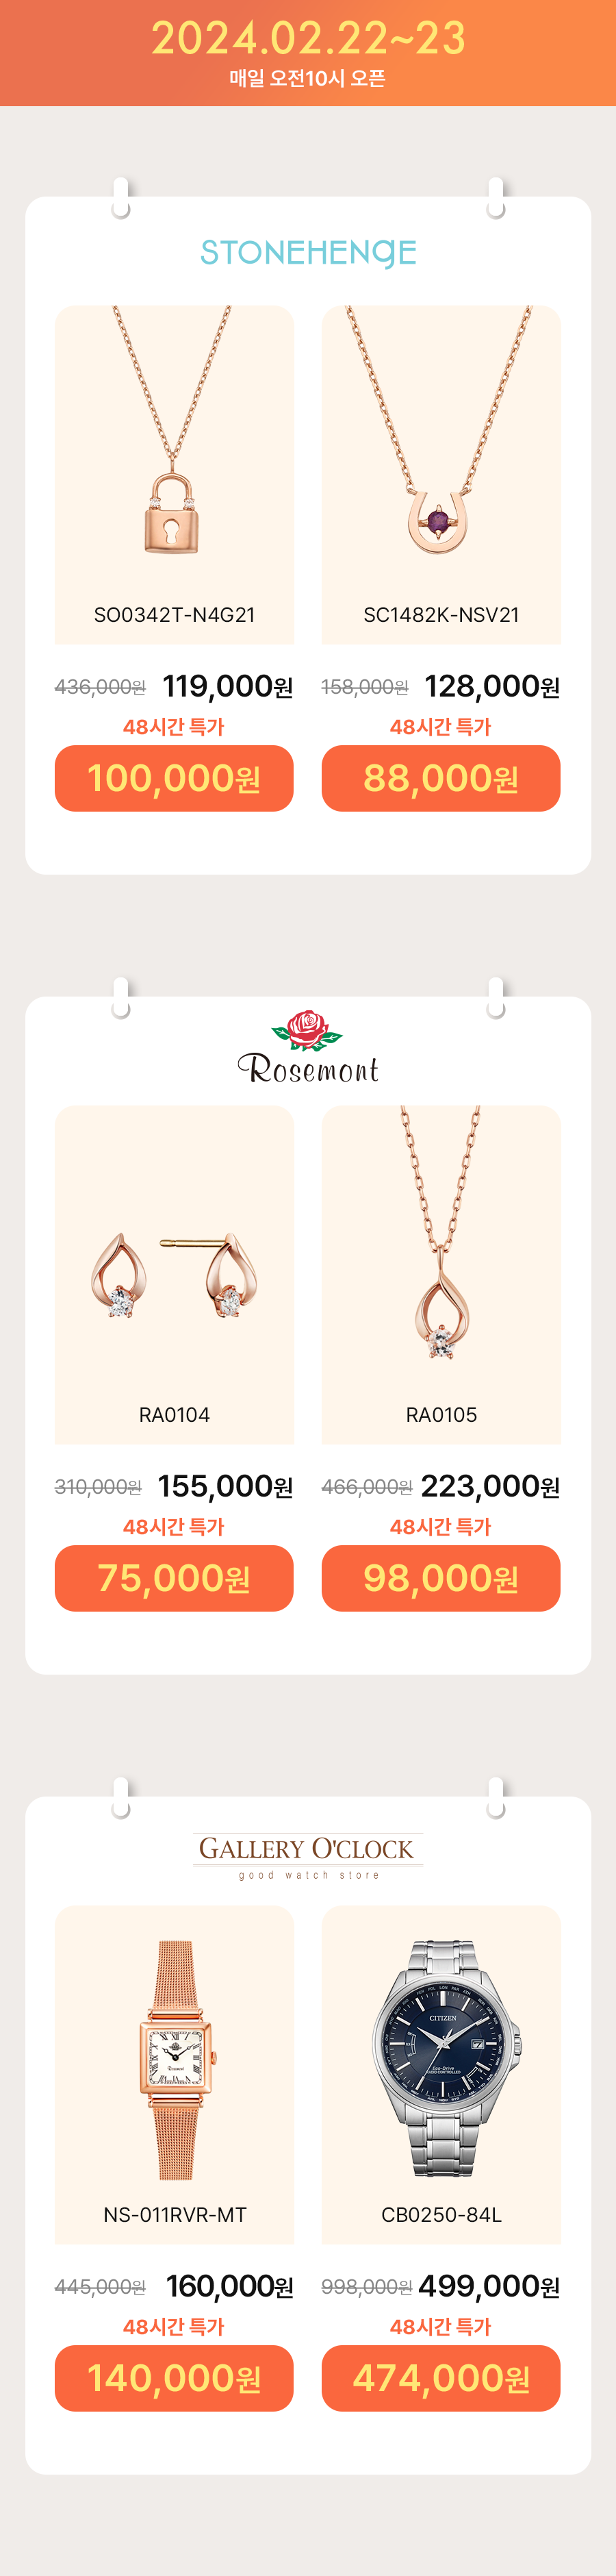 2024.02.22~23
매일 오전10시 오픈
STONEHENGE
SO0342T-N4G21
436,000원 119,000원
48시간 특가
100,000원
SC1482K-NSV21
158,000원 128,000원
48시간 특가
88,000원
Rosemont
RA0104
310,000원 155,000원
48시간 특가
75,000원
RA0105
466,000원 223,000원
48시간 특가
98,000원
GALLERY O'CLOCK
good watch store
NS-011RVR-MT
445,000원 160,000원
48시간 특가
140,000원
CITIZEN
Eco-Drive
RADIO CONTROLLED
CB0250-84L
998,000원 499,000원
48시간 특가
474,000원